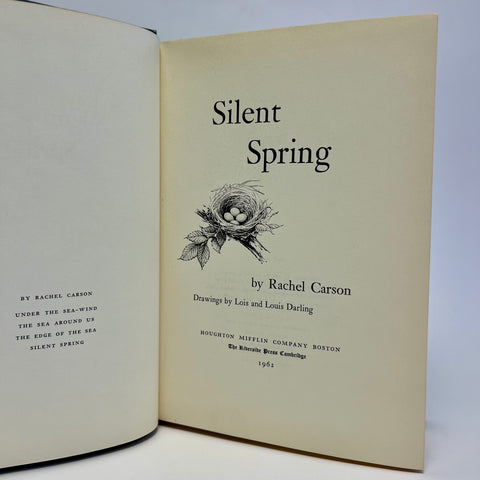 BY RACHEL CARSON
UNDER THE SEA-WIND
THE SEA AROUND US
THE EDGE OF THE SEA
SILENT SPRING
Silent
Spring
by Rachel Carson
Drawings by Lois and Louis Darling
HOUGHTON MIFFLIN COMPANY BOSTON
The Riverside Press Cambridge
1962